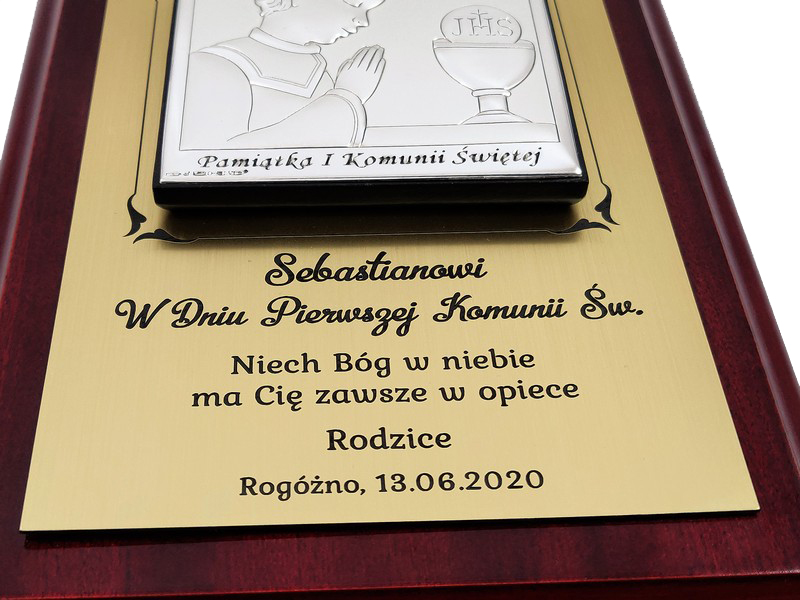 JHS
Pamiątka I Komunii Świętej
Sebastianowi
W Dniu Pierwszej Komunii Św.
Niech Bóg w niebie
ma Cię zawsze w opiece
Rodzice
Rogóźno, 13.06.2020